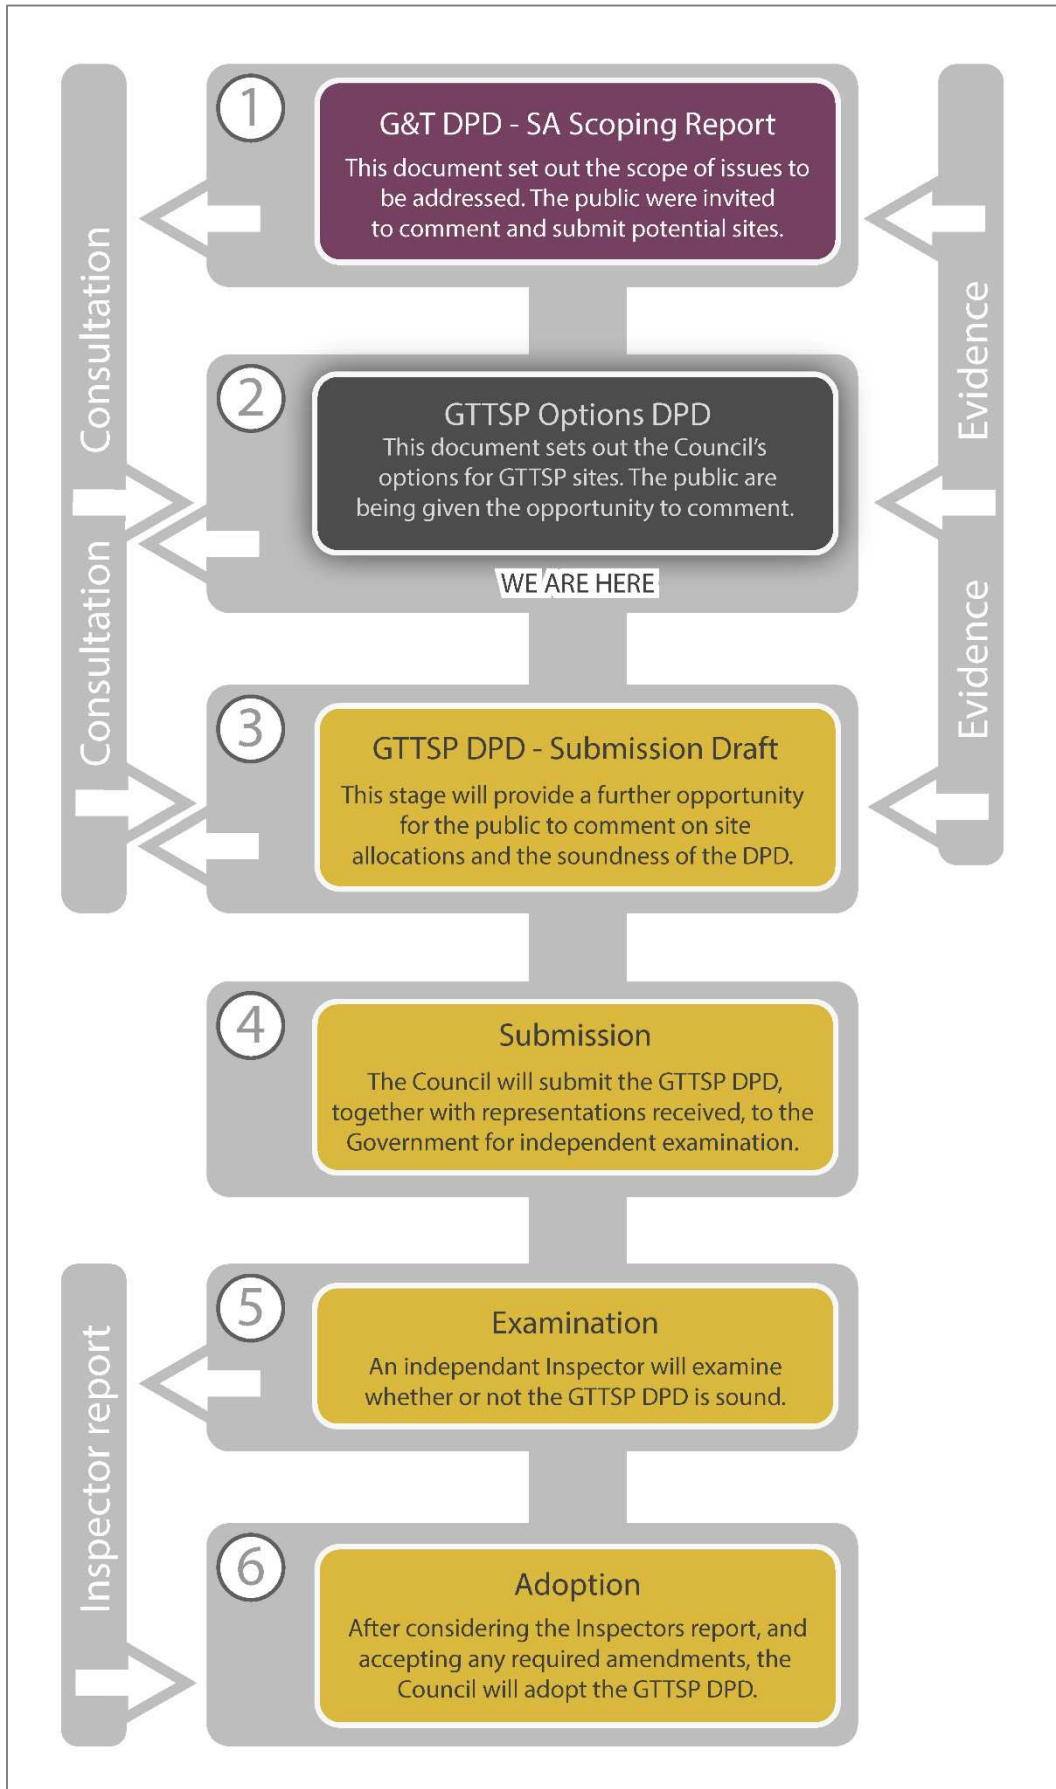 1
G&T DPD - SA Scoping Report
This document set out the scope of issues to
be addressed. The public were invited
to comment and submit potential sites.
Consultation
Evidence
2
GTTSP Options DPD
This document sets out the Council's
options for GTTSP sites. The public are
being given the opportunity to comment.
WE ARE HERE
Consultation
Evidence
3
GTTSP DPD - Submission Draft
This stage will provide a further opportunity
for the public to comment on site
allocations and the soundness of the DPD.
4
Submission
The Council will submit the GTTSP DPD,
together with representations received, to the
Government for independent examination.
5
Examination
An independant Inspector will examine
whether or not the GTTSP DPD is sound.
Inspector report
6
Adoption
After considering the Inspectors report, and
accepting any required amendments, the
Council will adopt the GTTSP DPD.